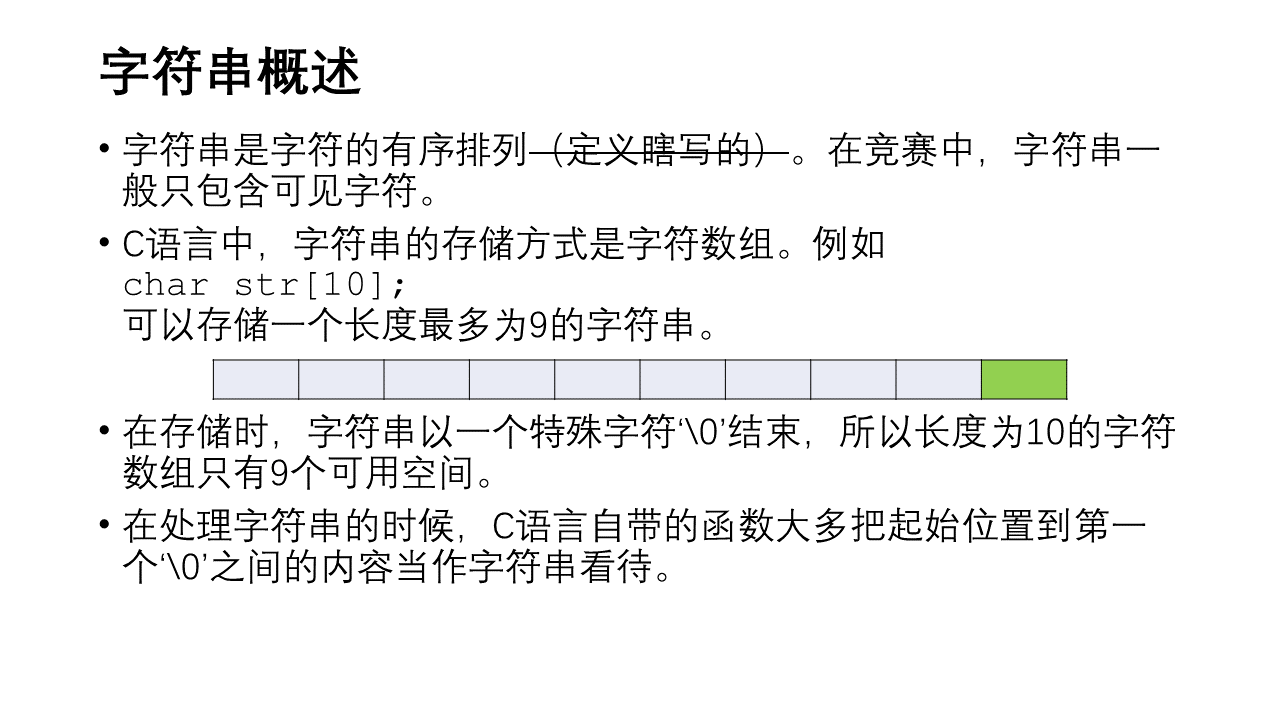 字符串概述
• 字符串是字符的有序排列（定义瞎写的）。在竞赛中，字符串一
般只包含可见字符。
• C语言中，字符串的存储方式是字符数组。例如
char str[10];
可以存储一个长度最多为9的字符串。
• 在存储时，字符串以一个特殊字符‘\0’结束，所以长度为10的字符
数组只有9个可用空间。
• 在处理字符串的时候，C语言自带的函数大多把起始位置到第一
个‘\0’之间的内容当作字符串看待。